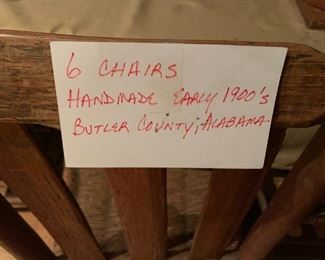 6 CHAIRS
HANDMADE EARLY 1900's
BUTLER COUNTY, ALABAMA